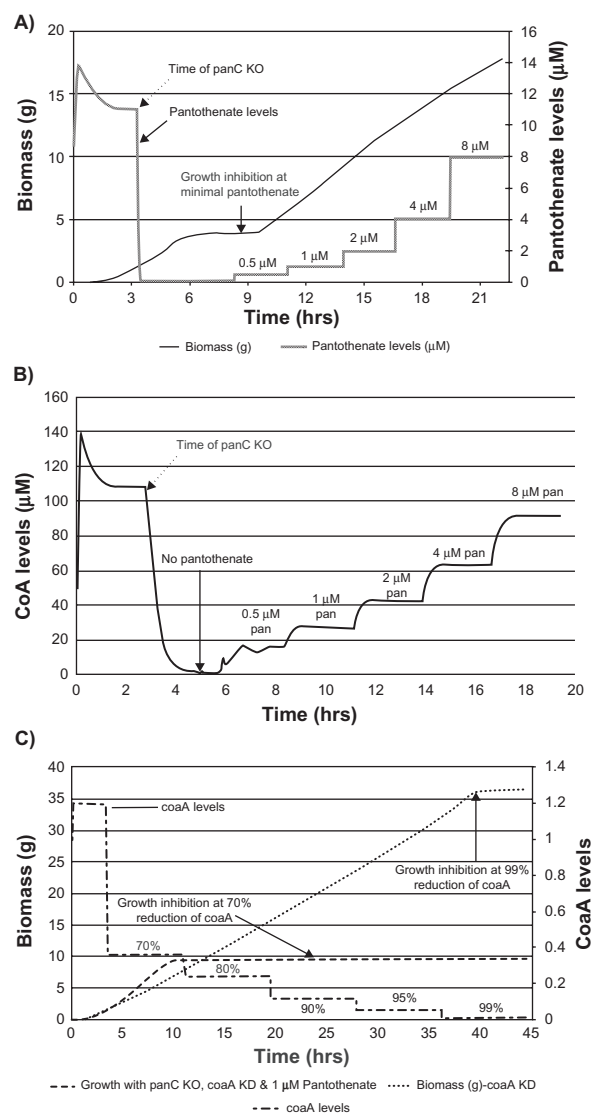 A)
20
15
10
5
0
Biomass (g)
16
14
12
10
8
6
4
2
0
Pantothenate levels (μM)
Time of panC KO
Pantothenate levels
Growth inhibition at
minimal pantothenate
0.5 μM
1 μM
2 μM
4 μM
8 μM
0 3 6 9 12 15 18 21
Time (hrs)
Biomass (g) Pantothenate levels (μM)
B)
160
140
120
100
80
60
40
20
0
CoA levels (μM)
Time of panC KO
No pantothenate
0.5 μM
pan
1 μM
pan
2 μM
pan
4 μM pan
8 μM pan
0 2 4 6 8 10 12 14 16 18 20
Time (hrs)
C)
40
35
30
25
20
15
10
5
0
Biomass (g)
1.4
1.2
1
0.8
0.6
0.4
0.2
0
CoaA levels
coaA levels
Growth inhibition at 99%
reduction of coaA
Growth inhibition at 70%
reduction of coaA
70%
80%
90%
95%
99%
0 5 10 15 20 25 30 35 40 45
Time (hrs)
Growth with panC KO, coaA KD & 1 μM Pantothenate Biomass (g)-coaA KD
coaA levels